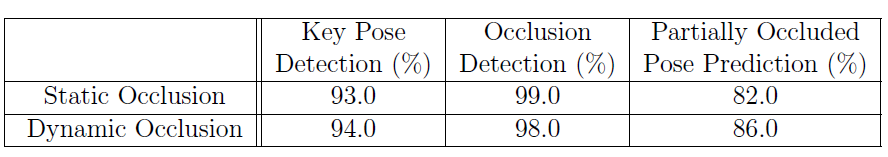 Key Pose Occlusion Partially Occluded
Detection (%) Detection (%) Pose Prediction (%)
Static Occlusion 93.0 99.0 82.0
Dynamic Occlusion 94.0 98.0 86.0